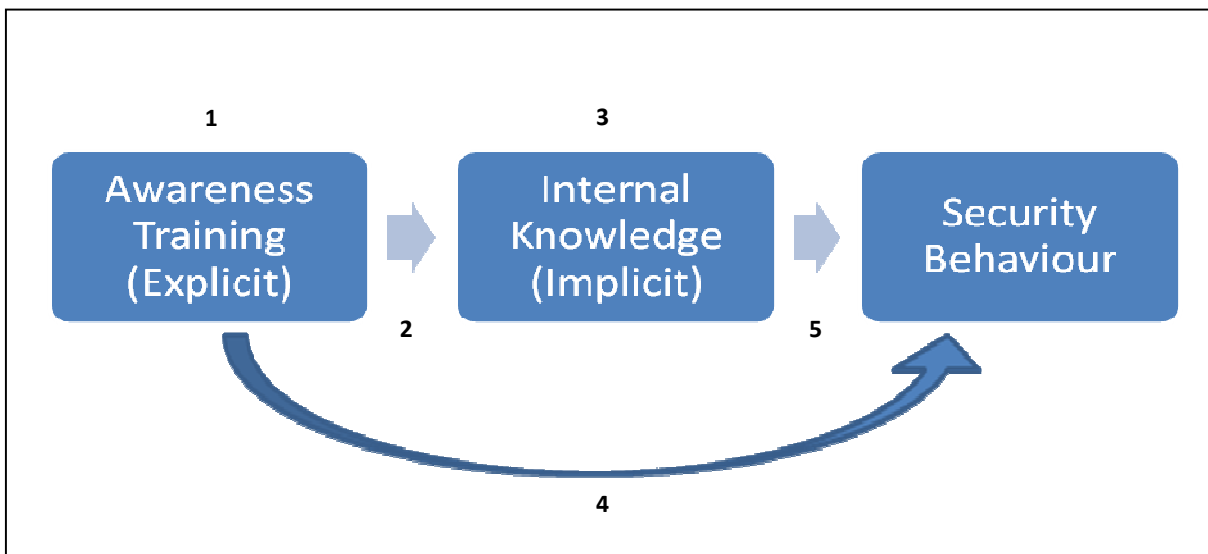 1
3
Awareness
Training
(Explicit)
Internal
Knowledge
(Implicit)
Security
Behaviour
2
5
4